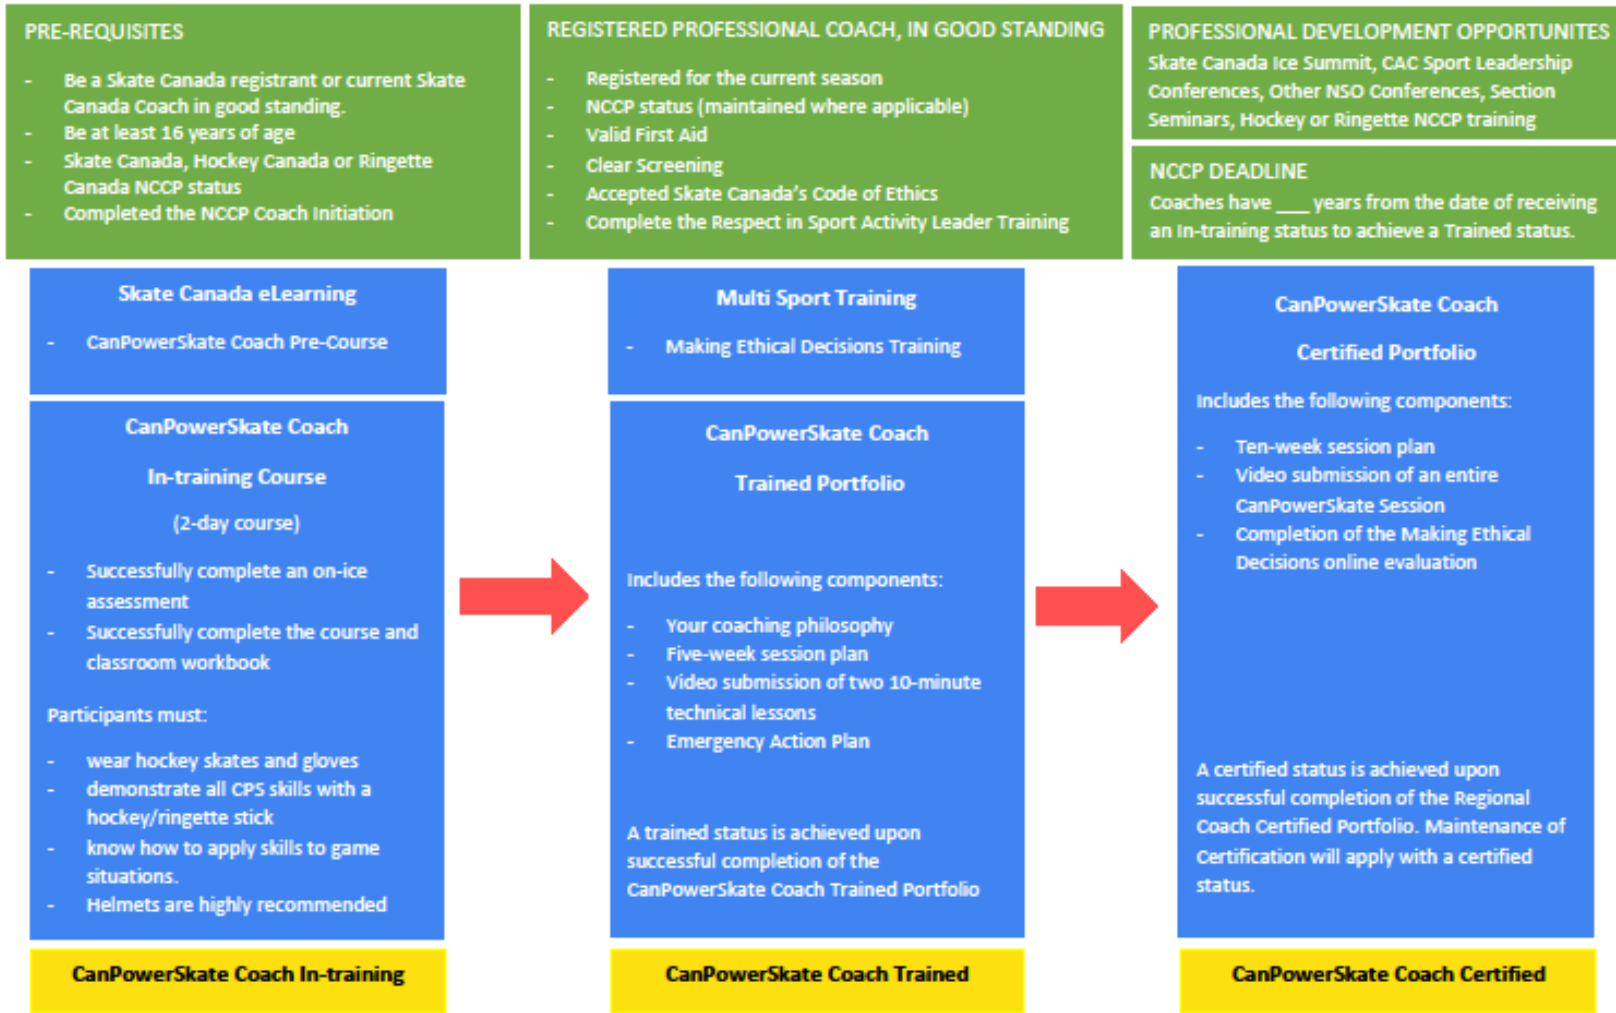 PRE-REQUISITES
- Be a Skate Canada registrant or current Skate
Canada Coach in good standing.
- Be at least 16 years of age
- Skate Canada, Hockey Canada or Ringette
Canada NCCP status
- Completed the NCCP Coach Initiation
REGISTERED PROFESSIONAL COACH, IN GOOD STANDING
- Registered for the current season
- NCCP status (maintained where applicable)
- Valid First Aid
- Clear Screening
- Accepted Skate Canada's Code of Ethics
- Complete the Respect in Sport Activity Leader Training
PROFESSIONAL DEVELOPMENT OPPORTUNITES
Skate Canada Ice Summit, CAC Sport Leadership
Conferences, Other NSO Conferences, Section
Seminars, Hockey or Ringette NCCP training
NCCP DEADLINE
Coaches have ___ years from the date of receiving
an In-training status to achieve a Trained status.
Skate Canada eLearning
- CanPowerSkate Coach Pre-Course
CanPowerSkate Coach
In-training Course
(2-day course)
- Successfully complete an on-ice
assessment
- Successfully complete the course and
classroom workbook
Participants must:
- wear hockey skates and gloves
- demonstrate all CPS skills with a
hockey/ringette stick
- know how to apply skills to game
situations.
- Helmets are highly recommended
CanPowerSkate Coach In-training
Multi Sport Training
- Making Ethical Decisions Training
CanPowerSkate Coach
Trained Portfolio
Includes the following components:
- Your coaching philosophy
- Five-week session plan
- Video submission of two 10-minute
technical lessons
- Emergency Action Plan
A trained status is achieved upon
successful completion of the
CanPowerSkate Coach Trained Portfolio
CanPowerSkate Coach Trained
CanPowerSkate Coach
Certified Portfolio
Includes the following components:
- Ten-week session plan
- Video submission of an entire
CanPowerSkate Session
- Completion of the Making Ethical
Decisions online evaluation
A certified status is achieved upon
successful completion of the Regional
Coach Certified Portfolio. Maintenance of
Certification will apply with a certified
status.
CanPowerSkate Coach Certified